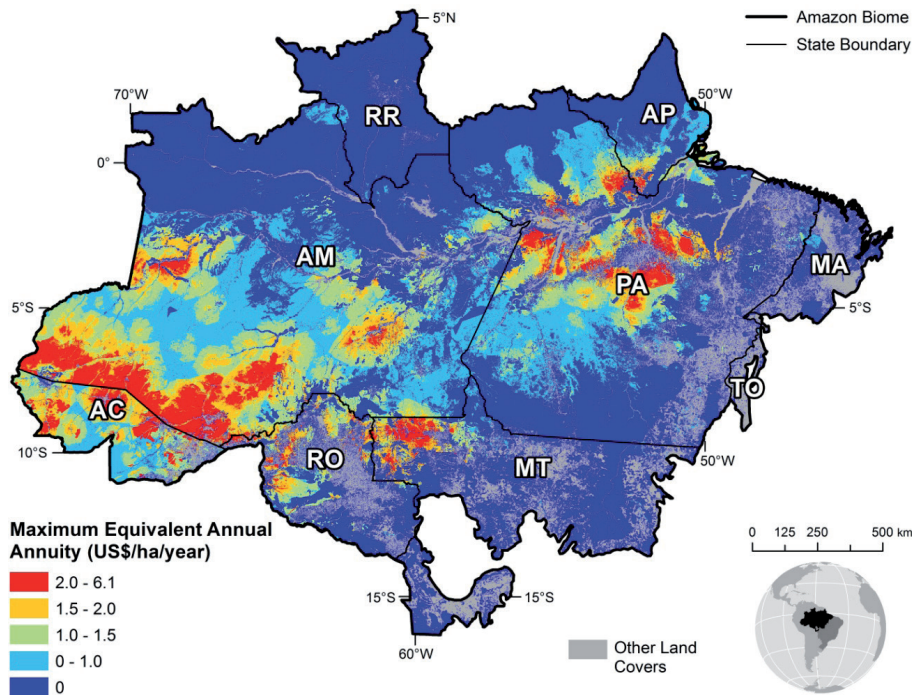 5°N
Amazon Biome
State Boundary
70°W
50°W
RR
AP
0°
AM
MA
PA
5°S
5°S
TO
AC
10°S
RO
MT
50°W
Maximum Equivalent Annual
Annuity (US$/ha/year)
2.0 - 6.1
1.5 - 2.0
1.0 - 1.5
0 - 1.0
0
15°S
15°S
60°W
0 125 250 500 km
Other Land
Covers